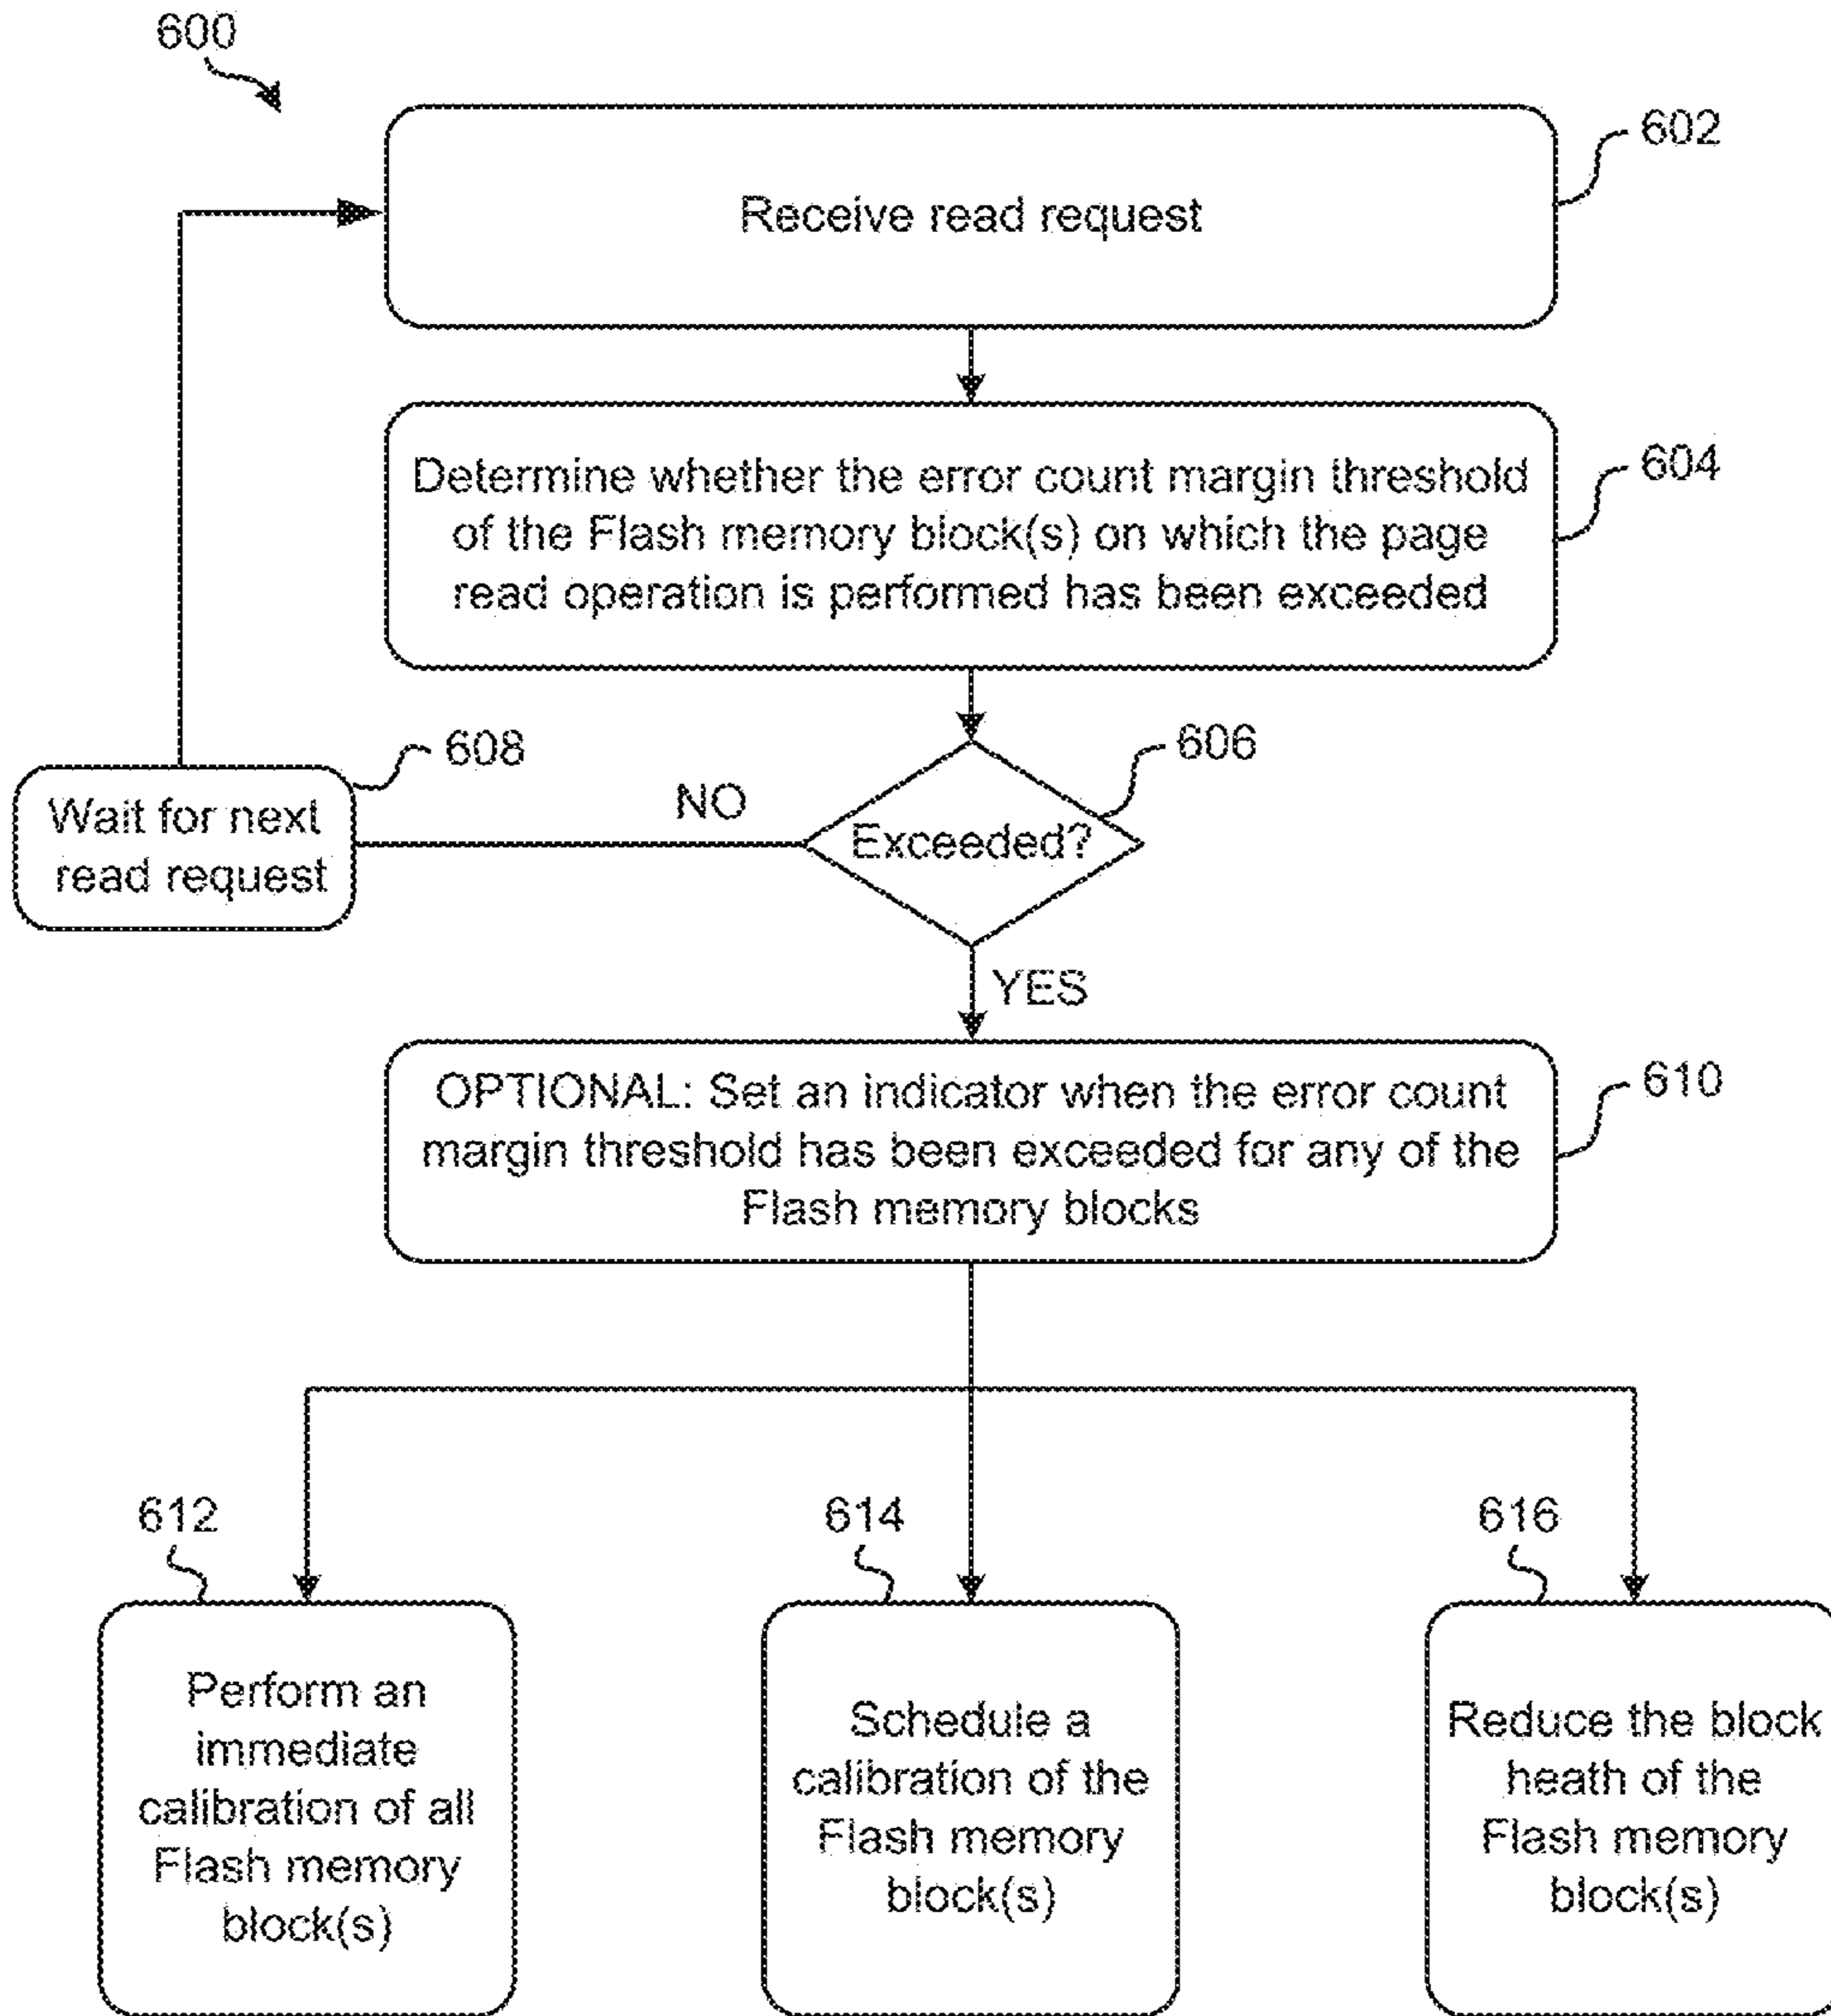 600
602
Receive read request
Determine whether the error count margin threshold
of the Flash memory block(s) on which the page
read operation is performed has been exceeded
604
608
606
Wait for next
read request
NO
Exceeded?
YES
OPTIONAL: Set an indicator when the error count
margin threshold has been exceeded for any of the
Flash memory blocks
610
612
614
616
Perform an
immediate
calibration of all
Flash memory
block(s)
Schedule a
calibration of the
Flash memory
block(s)
Reduce the block
heath of the
Flash memory
block(s)